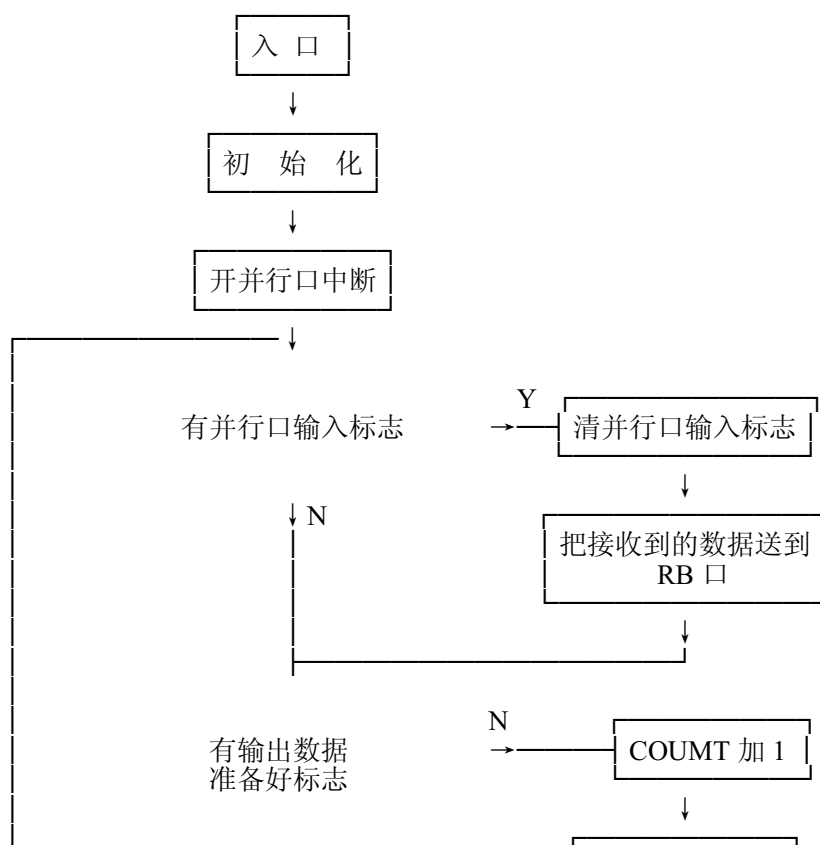 入 口
初 始 化
开并行口中断
Y
有并行口输入标志
清并行口输入标志
N
把接收到的数据送到
RB 口
N
有输出数据
准备好标志
COUMT 加 1